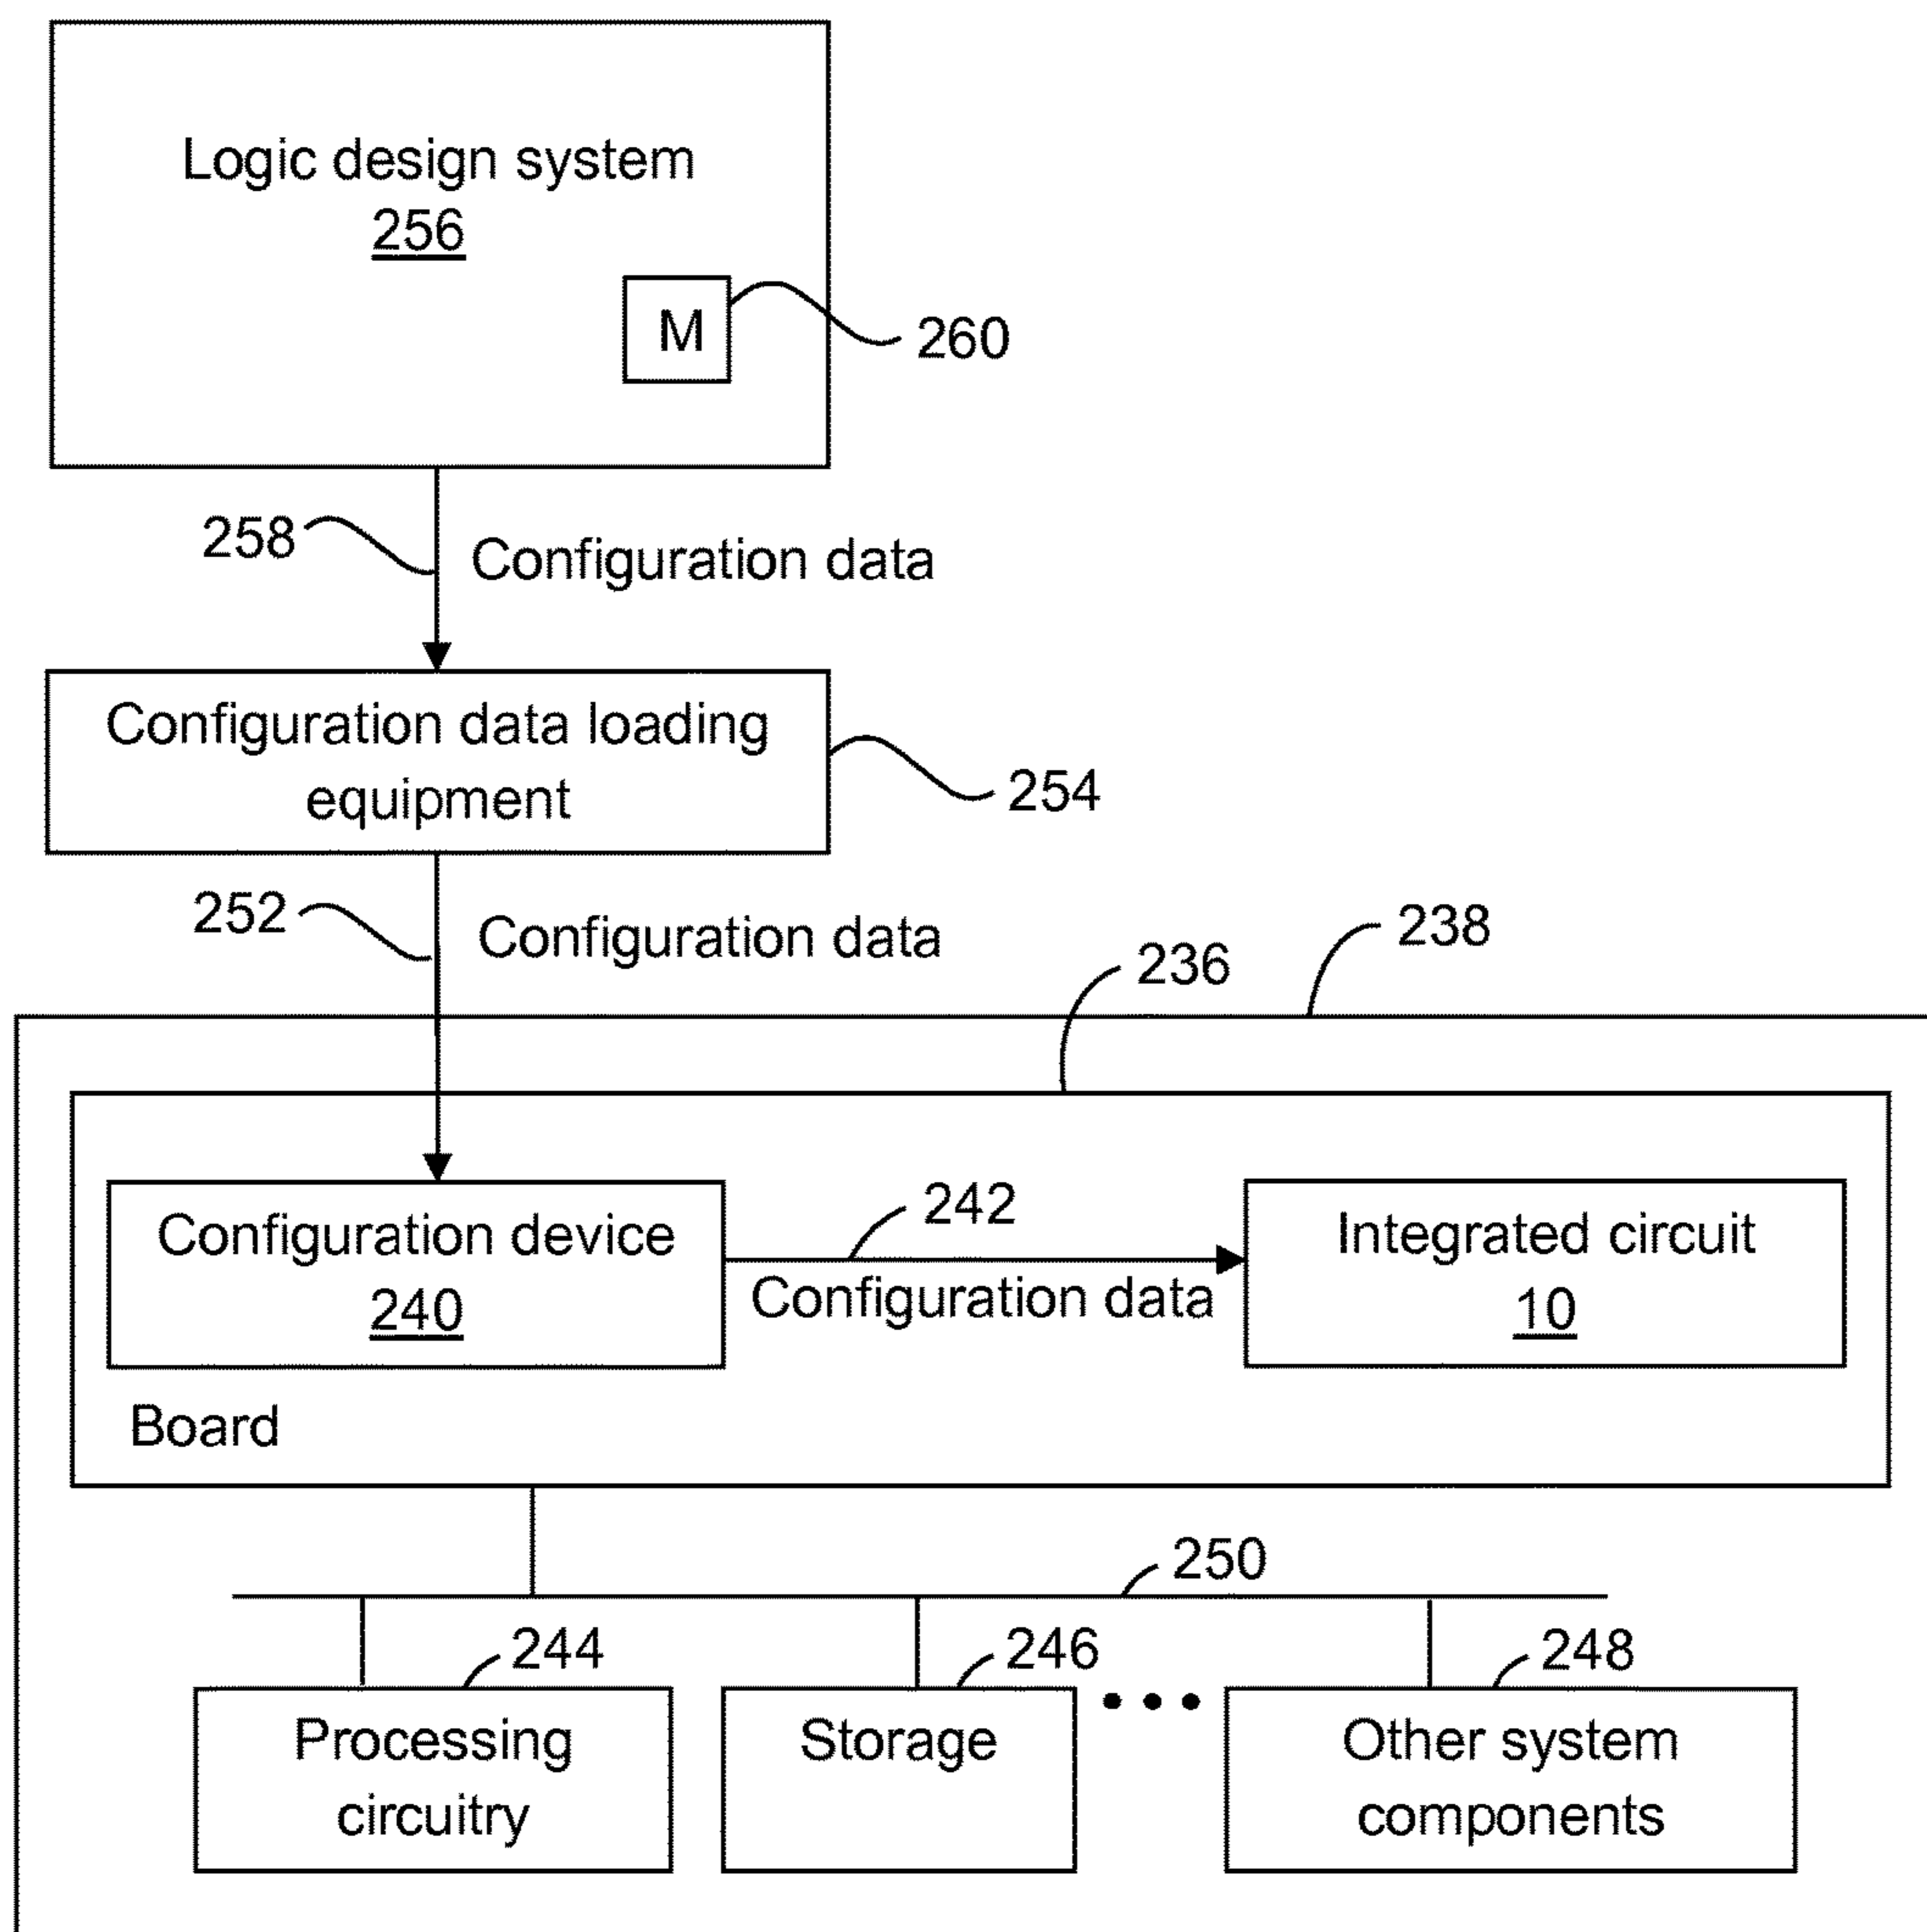 Logic design system
256
M
260
258
Configuration data
Configuration data loading
equipment
254
252
Configuration data
238
236
Configuration device
240
242
Configuration data
Integrated circuit
10
Board
250
244
246
248
Processing
circuitry
Storage
Other system
components